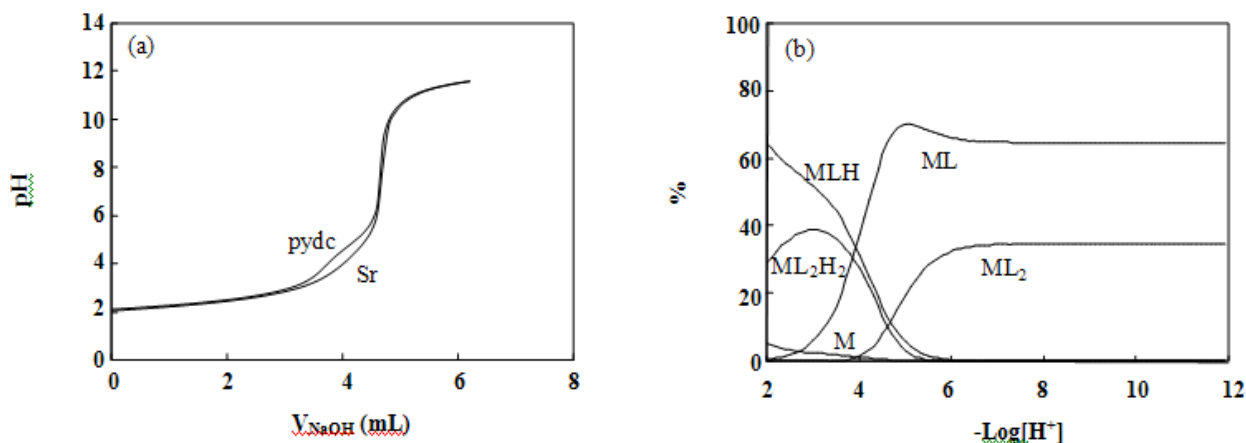 (a)
14
12
10
8
6
4
2
0
pH
pydc
Sr
0 2 4 6 8
V_NaOH (mL)
(b)
100
80
60
40
20
0
%
MLH
ML
ML₂H₂
ML₂
M
2 4 6 8 10 12
-Log[H⁺]